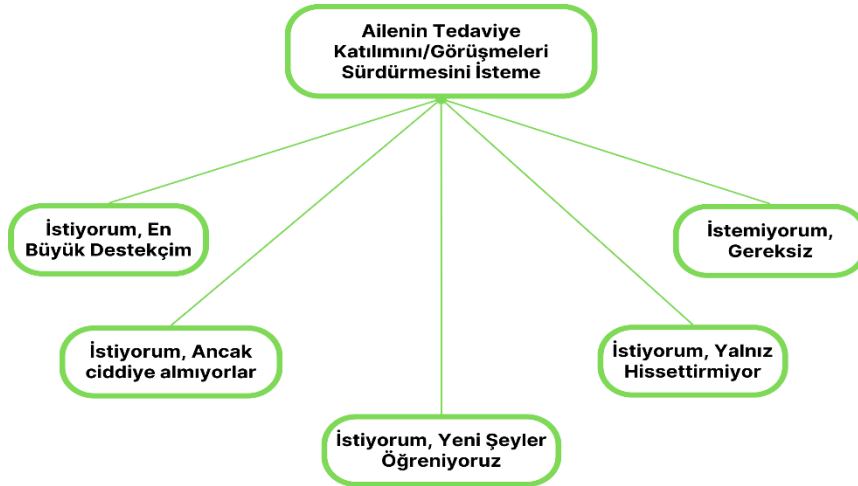 Ailenin Tedaviye
Katılımını/Görüşmeleri
Sürdürmesini İsteme
İstiyorum, En
Büyük Destekçim
İstemiyorum,
Gereksiz
İstiyorum, Ancak
ciddiye almıyorlar
İstiyorum, Yalnız
Hissettirmiyor
İstiyorum, Yeni Şeyler
Öğreniyoruz